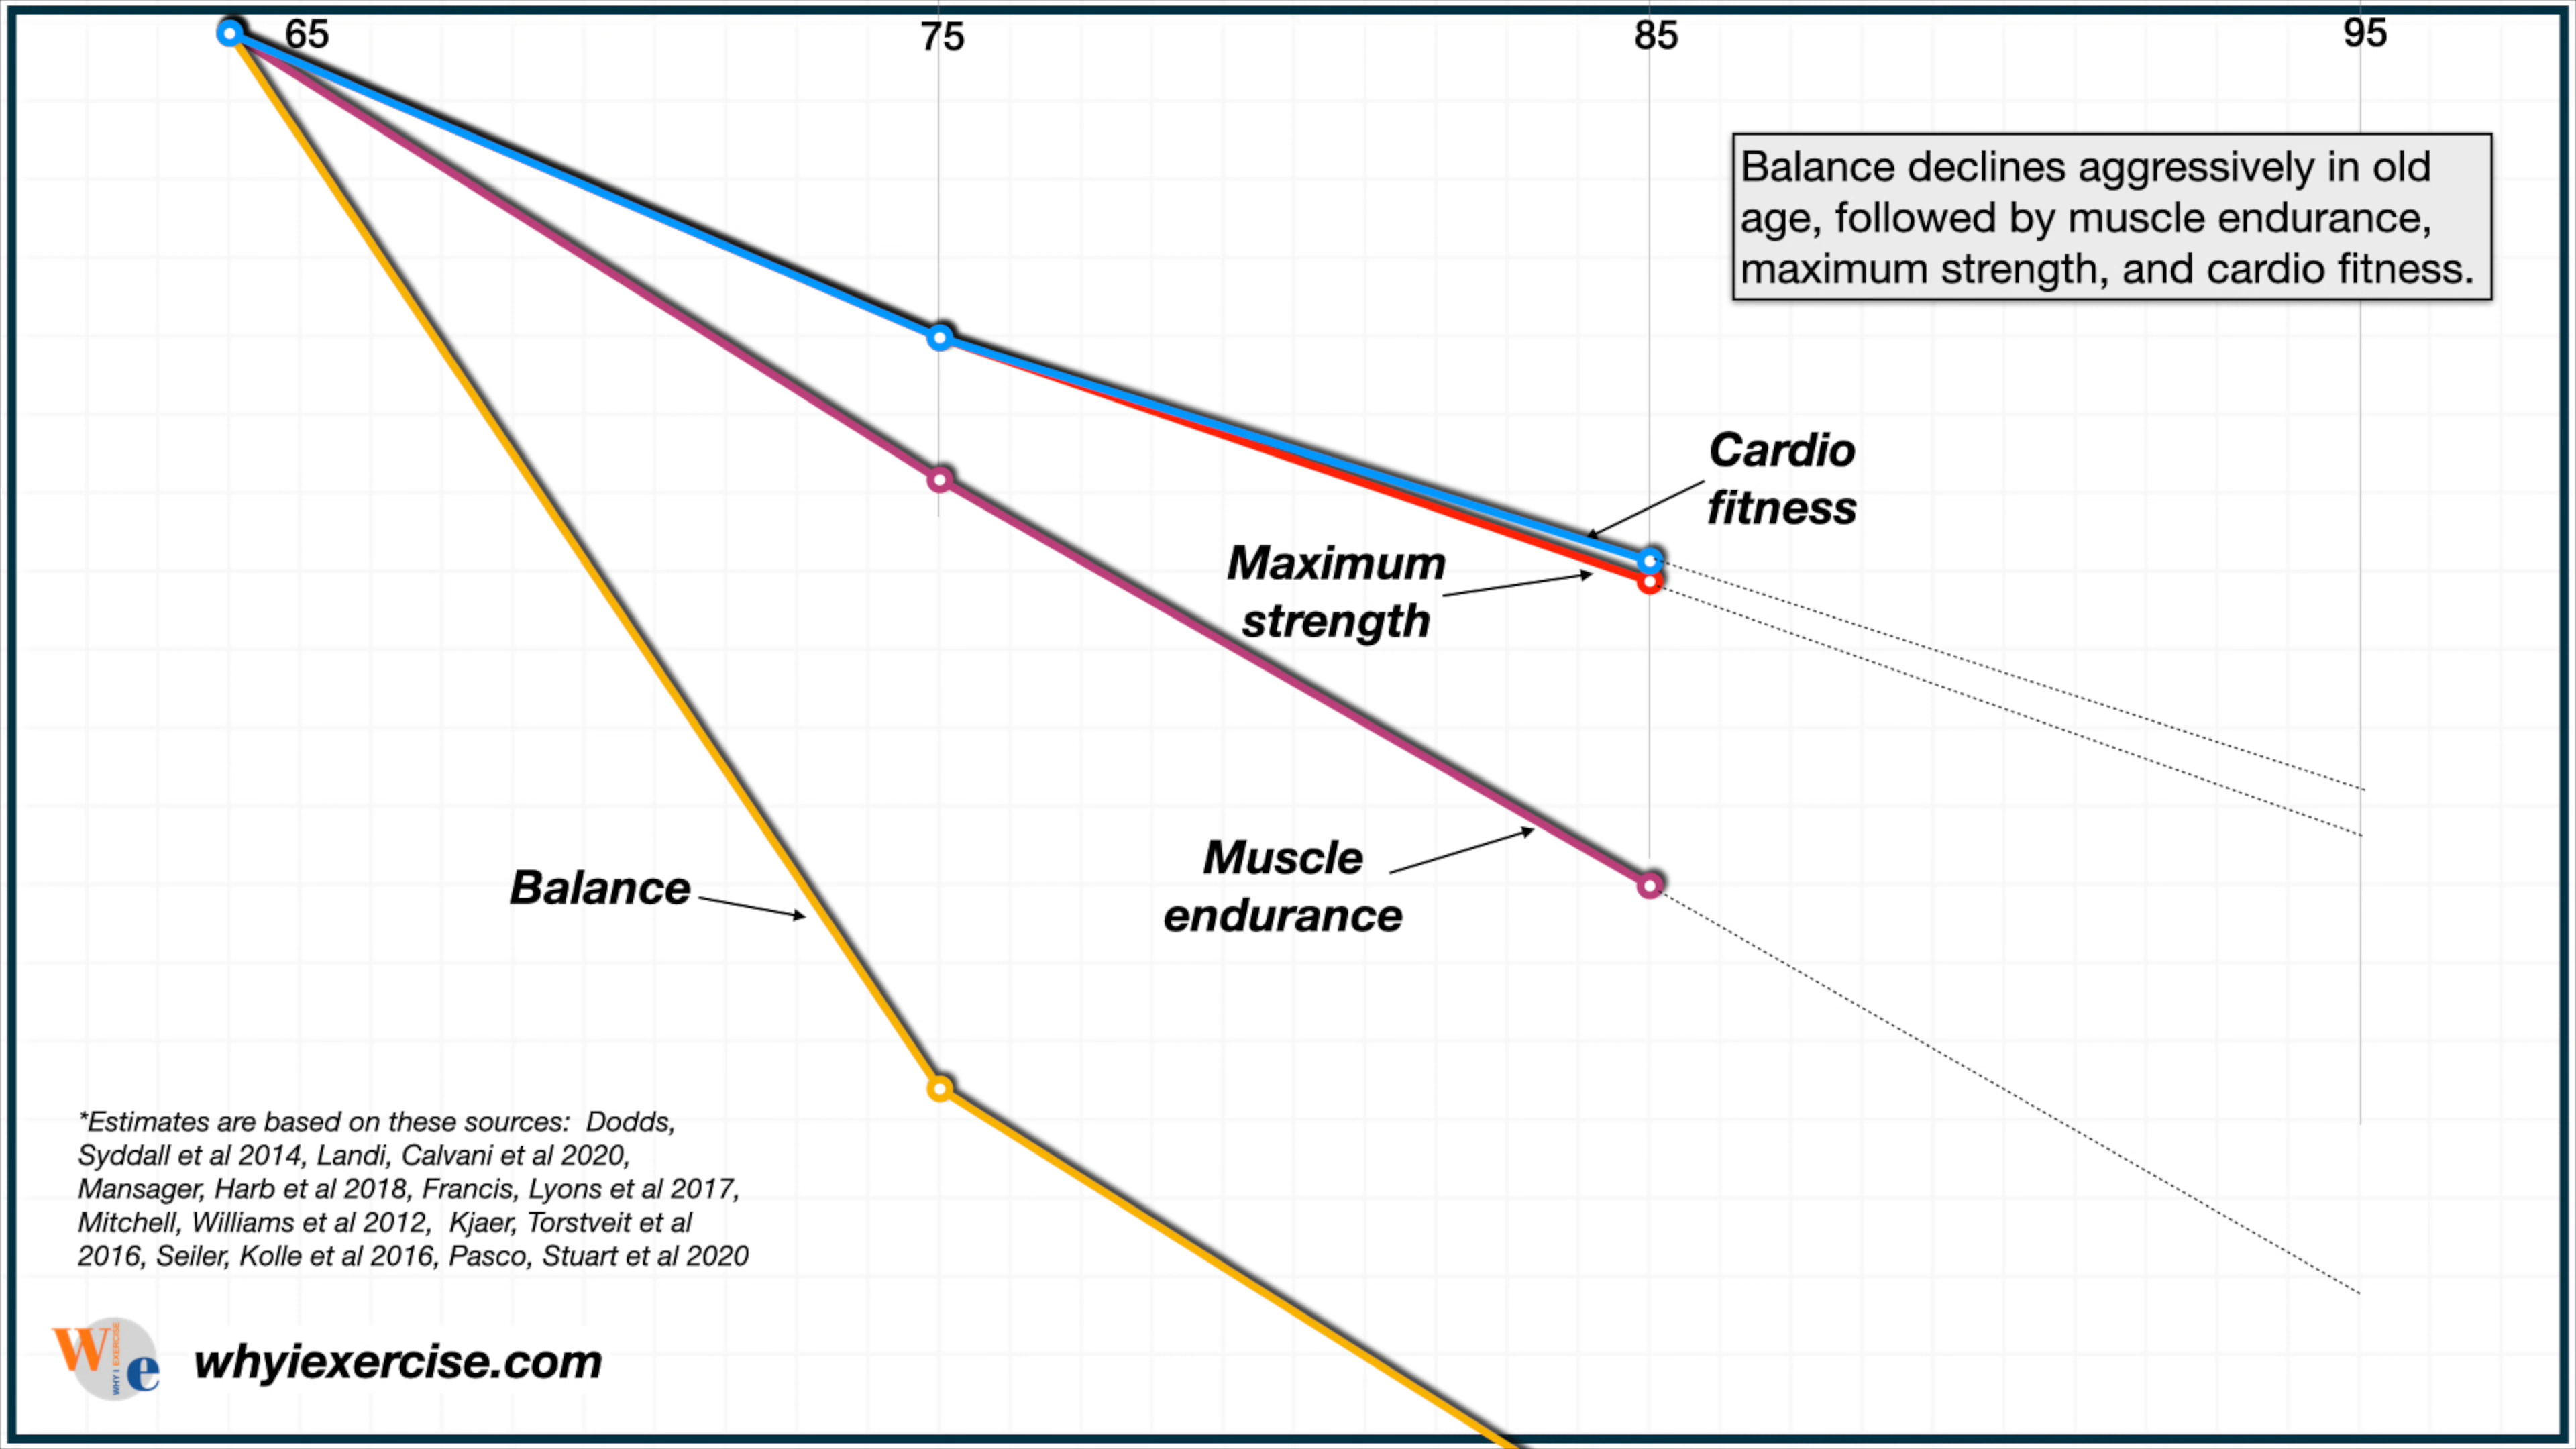 65
75
85
95
Balance declines aggressively in old
age, followed by muscle endurance,
maximum strength, and cardio fitness.
Cardio
fitness
Maximum
strength
Muscle
endurance
Balance
*Estimates are based on these sources:  Dodds,
Syddall et al 2014, Landi, Calvani et al 2020,
Mansager, Harb et al 2018, Francis, Lyons et al 2017,
Mitchell, Williams et al 2012,  Kjaer, Torstveit et al
2016, Seiler, Kolle et al 2016, Pasco, Stuart et al 2020
W e
WHY I EXERCISE
whyiexercise.com